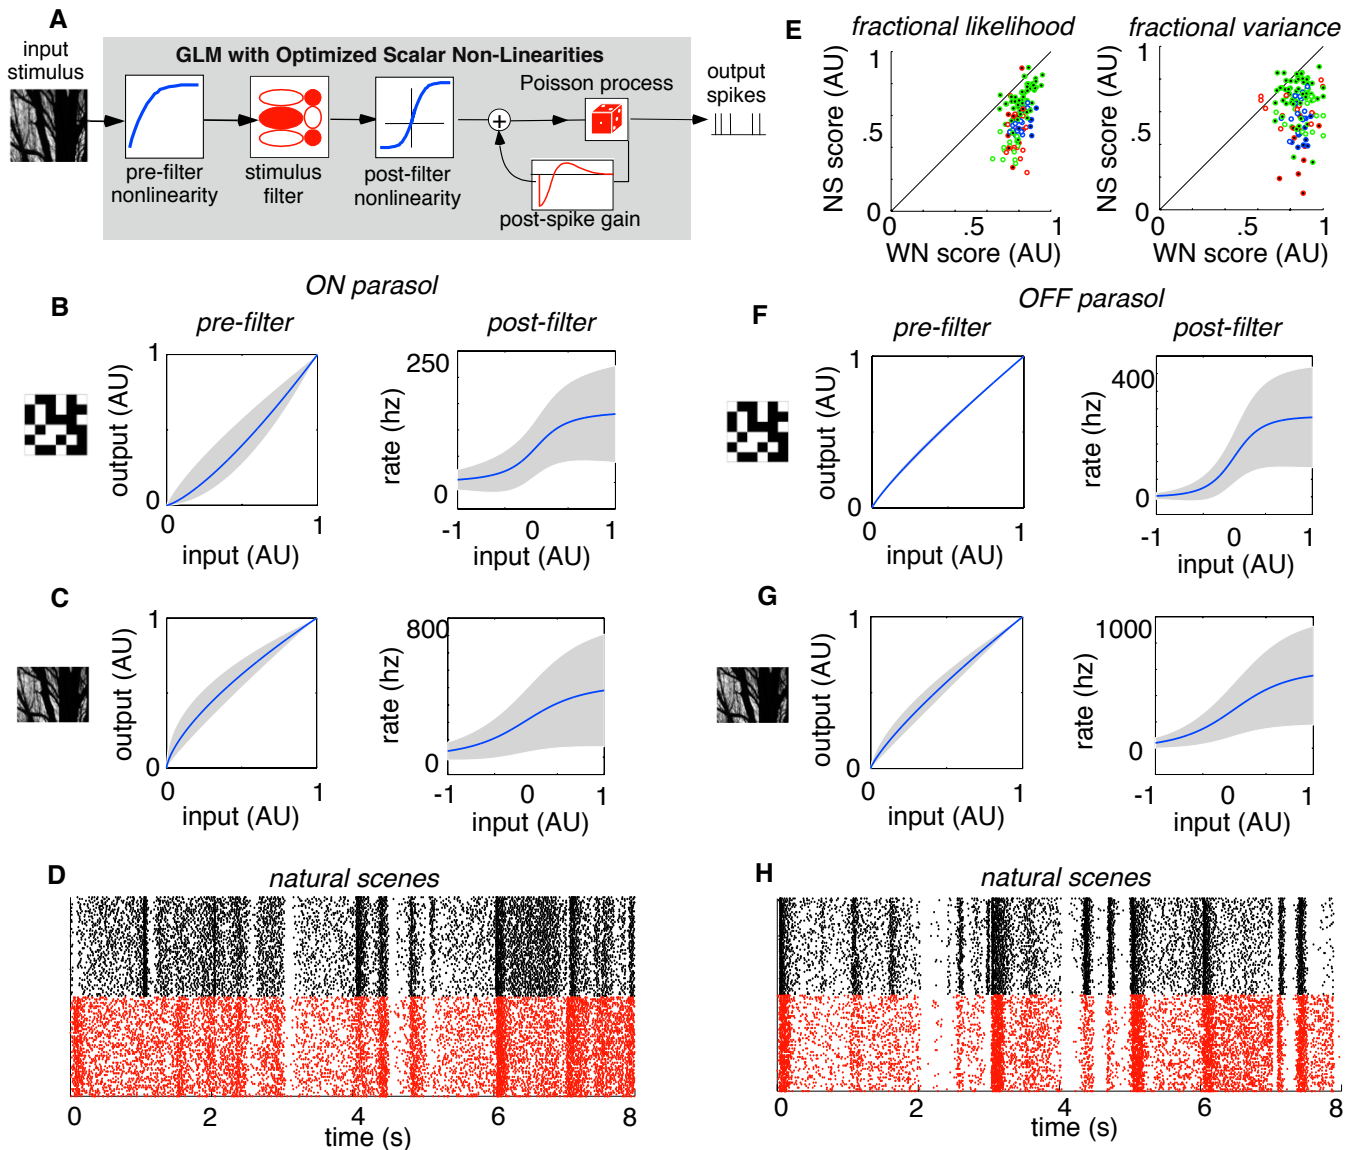 A
input
stimulus
GLM with Optimized Scalar Non-Linearities
Poisson process
output
spikes
+
pre-filter
nonlinearity
stimulus
filter
post-filter
nonlinearity
post-spike gain
E
fractional likelihood
fractional variance
NS score (AU)
1
.5
0
0
.5
1
WN score (AU)
NS score (AU)
1
.5
0
0
.5
1
WN score (AU)
ON parasol
B
pre-filter
post-filter
output (AU)
1
0
0
1
input (AU)
rate (hz)
250
0
-1
0
1
input (AU)
OFF parasol
F
pre-filter
post-filter
output (AU)
1
0
0
1
input (AU)
rate (hz)
400
0
-1
0
1
input (AU)
C
output (AU)
1
0
0
1
input (AU)
rate (hz)
800
0
-1
0
1
input (AU)
G
output (AU)
1
0
0
1
input (AU)
rate (hz)
1000
0
-1
0
1
input (AU)
D
natural scenes
0
2
4
6
8
time (s)
H
natural scenes
0
2
4
6
8
time (s)